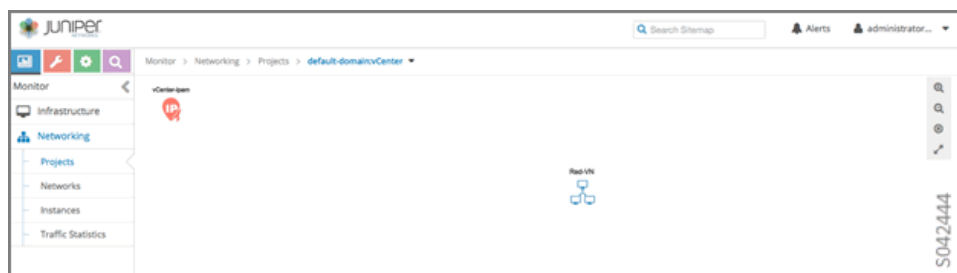 JUNIPER
NETWORKS
Search Sitemap
Alerts
administrator...
Monitor > Networking > Projects > default-domain:vCenter
Monitor
vCenter-ipam
IP
Infrastructure
Networking
Projects
Red-VN
Networks
Instances
Traffic Statistics
S042444